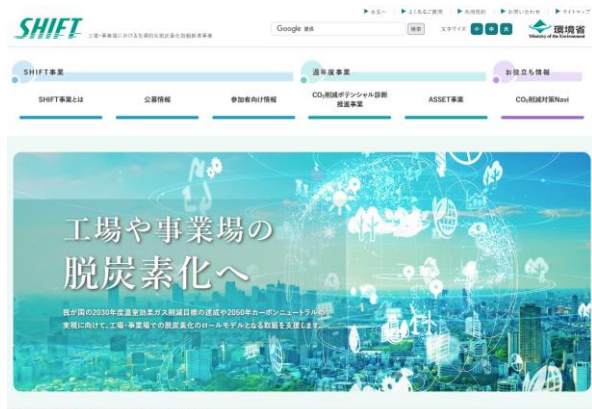 ▶ 本文へ ▶ よくあるご質問 ▶ 利用規約 ▶ お問い合わせ ▶ サイトマップ
SHIFT 工場・事業場における先導的な脱炭素化取組推進事業
Google 提供 検索 文字サイズ 小 中 大 環境省
Ministry of the Environment
SHIFT事業 過年度事業 お役立ち情報
SHIFT事業とは 公募情報 参加者向け情報 CO₂削減ポテンシャル診断
推進事業 ASSET事業 CO₂削減対策Navi
工場や事業場の
脱炭素化へ
我が国の2030年度温室効果ガス削減目標の達成や2050年カーボンニュートラルの
実現に向けて、工場・事業場での脱炭素化のロールモデルとなる取組を支援します。